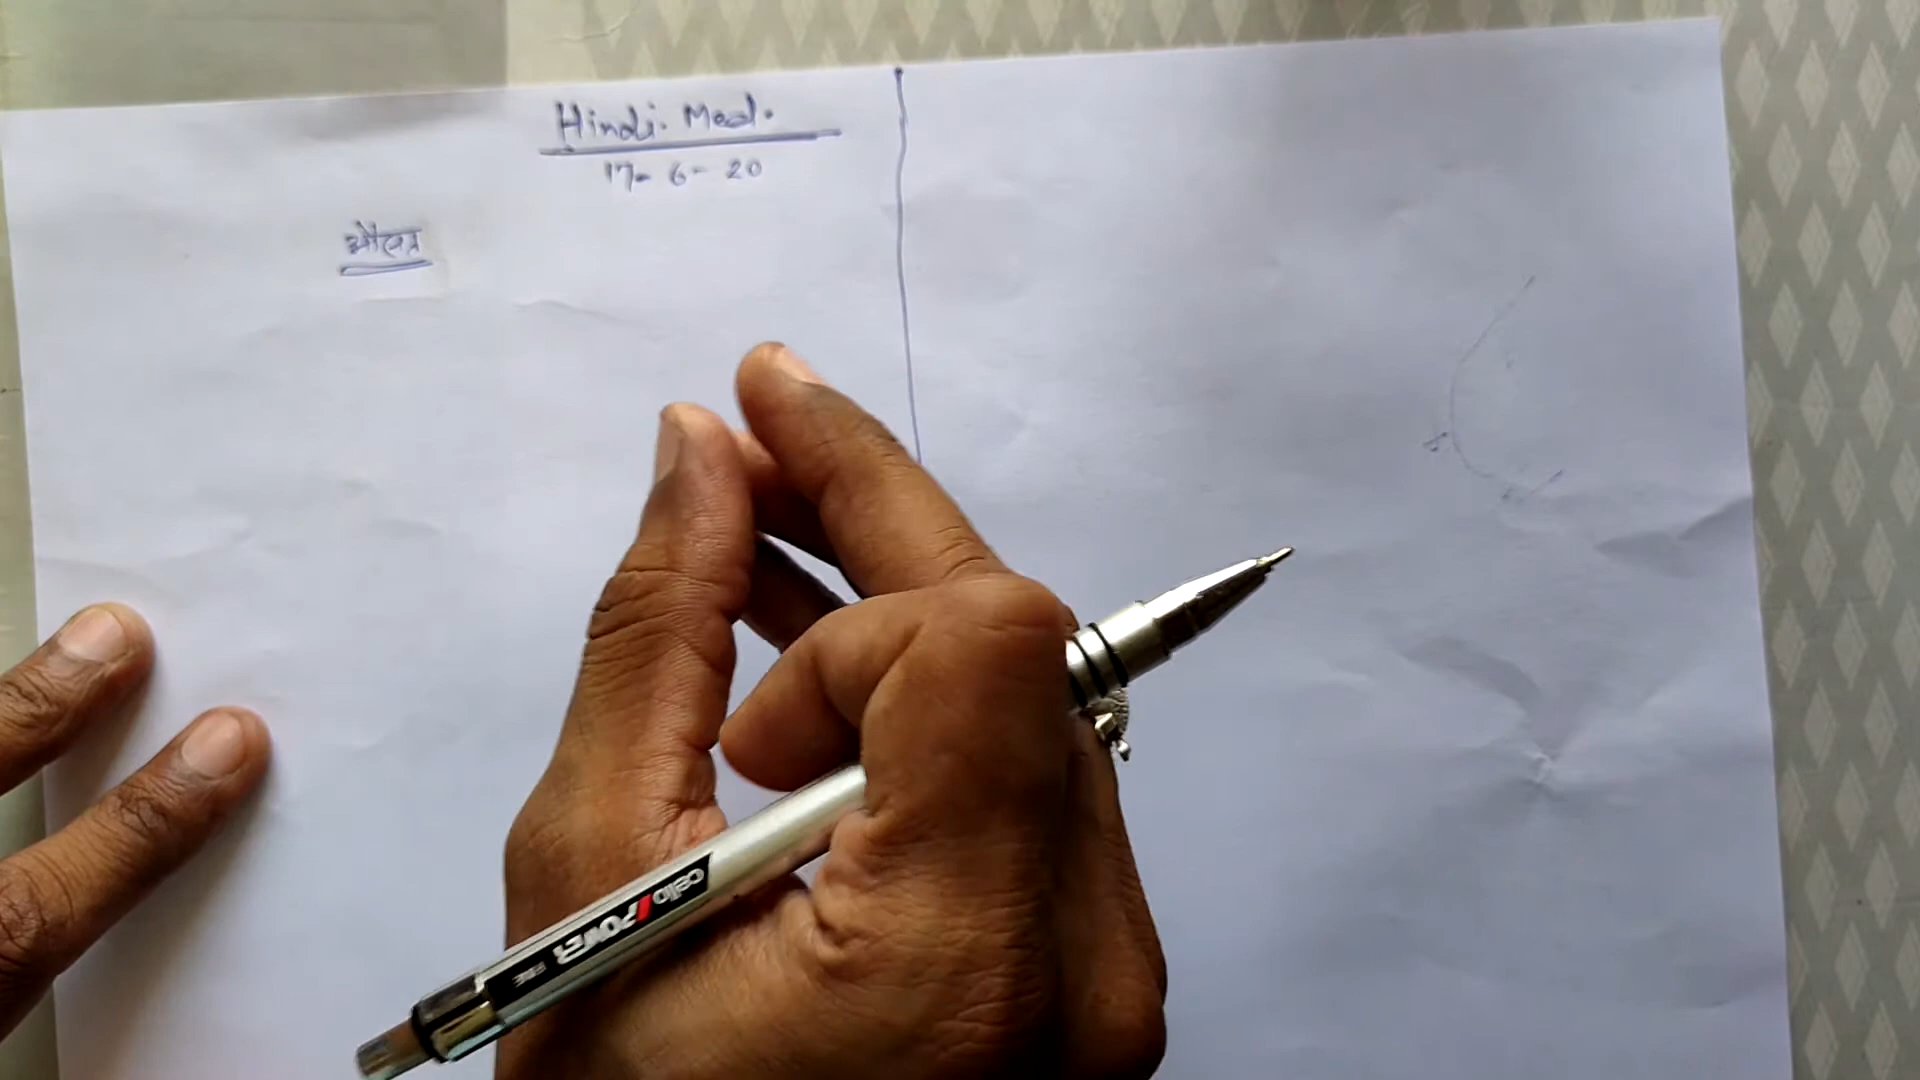 Hindi. Med.
17- 6- 20
औसत
cello POWER